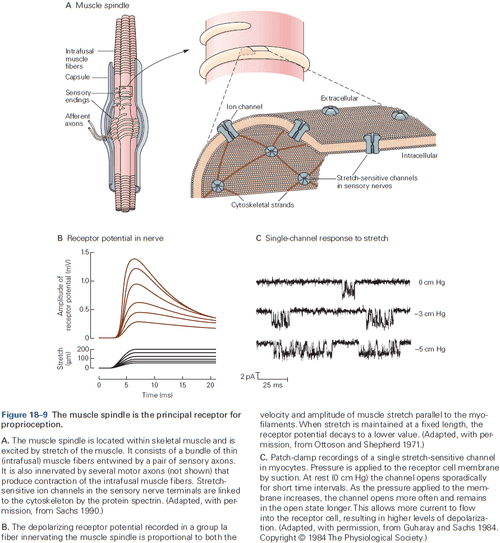 A Muscle spindle
Intrafusal
muscle
fibers
Capsule
Sensory
endings
Afferent
axons
Ion channel
Extracellular
Intracellular
Stretch-sensitive channels
in sensory nerves
Cytoskeletal strands
B Receptor potential in nerve
Amplitude of
receptor potential (mV)
1.5
1.0
0.5
0
Stretch
(µm)
200
100
0
0 5 10 15 20
Time (ms)
C Single-channel response to stretch
0 cm Hg
–3 cm Hg
–5 cm Hg
2 pA
25 ms
Figure 18–9 The muscle spindle is the principal receptor for
proprioception.
A. The muscle spindle is located within skeletal muscle and is
excited by stretch of the muscle. It consists of a bundle of thin
(intrafusal) muscle fibers entwined by a pair of sensory axons.
It is also innervated by several motor axons (not shown) that
produce contraction of the intrafusal muscle fibers. Stretch-
sensitive ion channels in the sensory nerve terminals are linked
to the cytoskeleton by the protein spectrin. (Adapted, with per-
mission, from Sachs 1990.)
B. The depolarizing receptor potential recorded in a group Ia
fiber innervating the muscle spindle is proportional to both the
velocity and amplitude of muscle stretch parallel to the myo-
filaments. When stretch is maintained at a fixed length, the
receptor potential decays to a lower value. (Adapted, with per-
mission, from Ottoson and Shepherd 1971.)
C. Patch-clamp recordings of a single stretch-sensitive channel
in myocytes. Pressure is applied to the receptor cell membrane
by suction. At rest (0 cm Hg) the channel opens sporadically
for short time intervals. As the pressure applied to the mem-
brane increases, the channel opens more often and remains
in the open state longer. This allows more current to flow
into the receptor cell, resulting in higher levels of depolariza-
tion. (Adapted, with permission, from Guharay and Sachs 1984.
Copyright © 1984 The Physiological Society.)